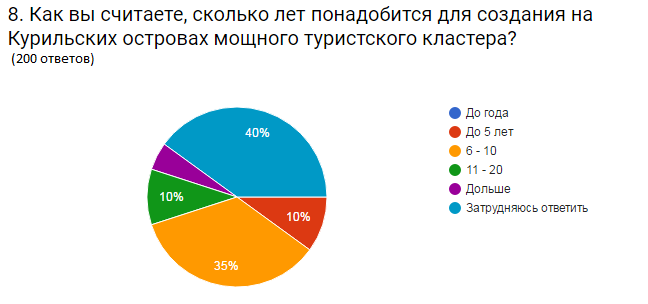 8. Как вы считаете, сколько лет понадобится для создания на
Курильских островах мощного туристского кластера?
(200 ответов)
40%
10%
35%
10%
До года
До 5 лет
6 - 10
11 - 20
Дольше
Затрудняюсь ответить